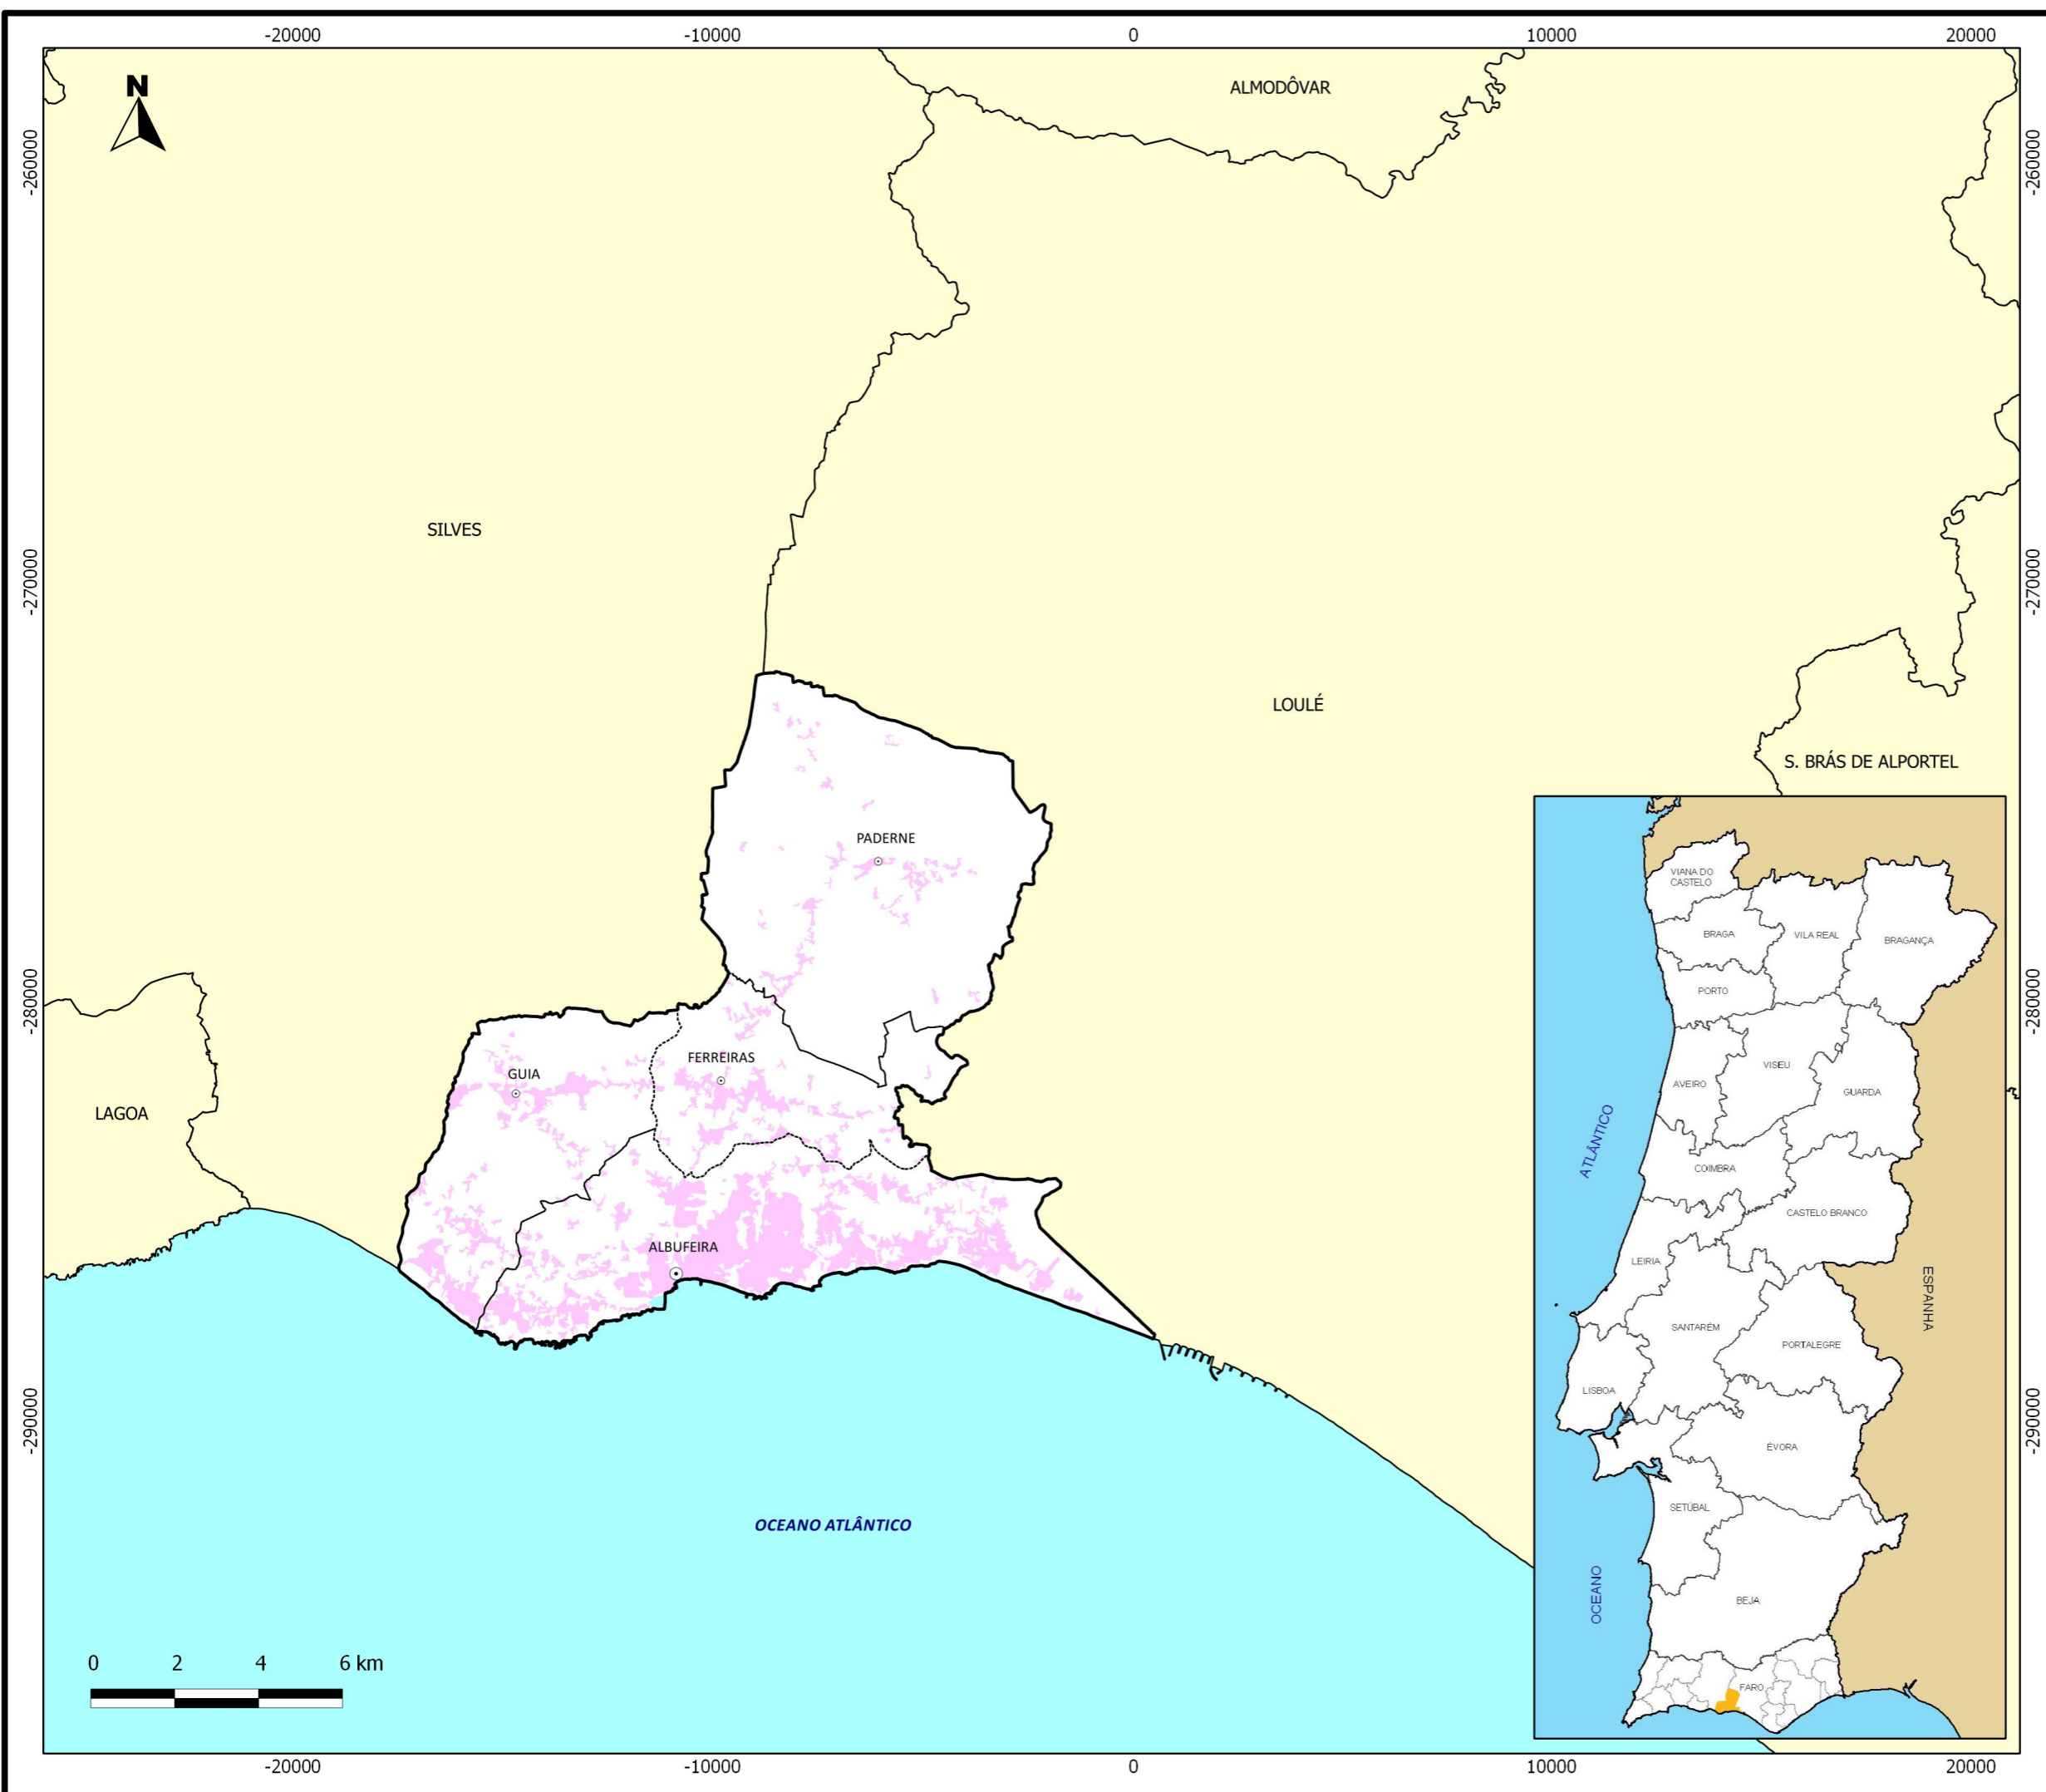 -20000
-10000
0
10000
20000
N
ALMODÔVAR
-260000
-260000
SILVES
-270000
-270000
LOULÉ
S. BRÁS DE ALPORTEL
PADERNE
-280000
-280000
FERREIRAS
GUIA
LAGOA
ALBUFEIRA
-290000
-290000
OCEANO ATLÂNTICO
0 2 4 6 km
VIANA DO
CASTELO
BRAGA
VILA REAL
BRAGANÇA
PORTO
AVEIRO
VISEU
GUARDA
ATLÂNTICO
COIMBRA
CASTELO BRANCO
LEIRIA
ESPANHA
SANTARÉM
PORTALEGRE
LISBOA
ÉVORA
SETÚBAL
OCEANO
BEJA
FARO
-20000
-10000
0
10000
20000